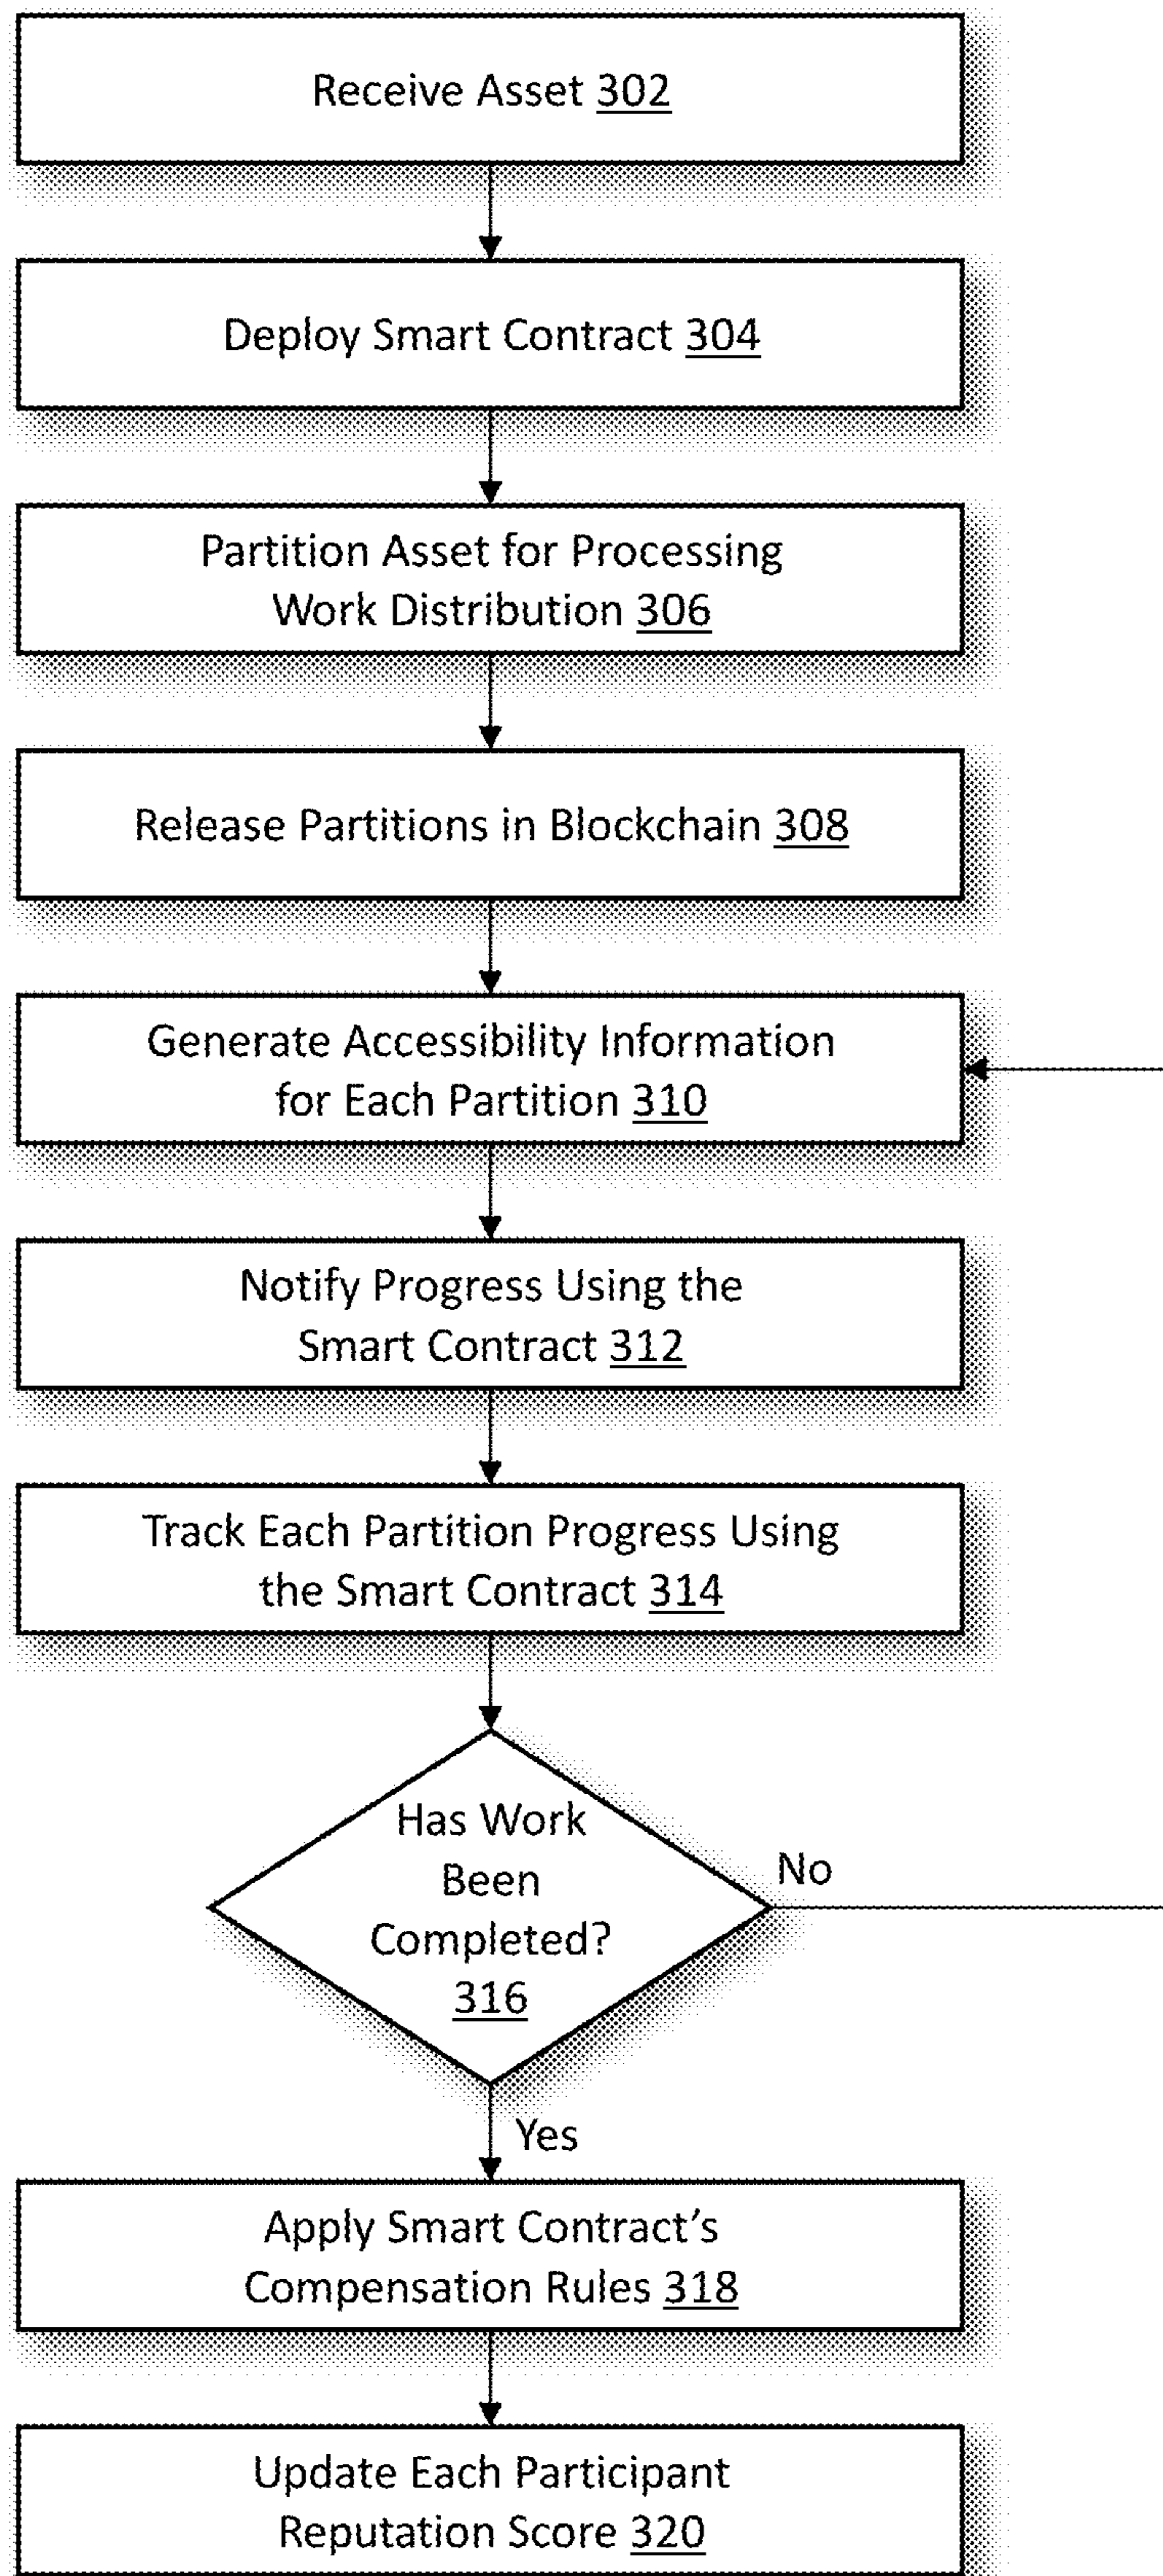 Receive Asset 302
Deploy Smart Contract 304
Partition Asset for Processing
Work Distribution 306
Release Partitions in Blockchain 308
Generate Accessibility Information
for Each Partition 310
Notify Progress Using the
Smart Contract 312
Track Each Partition Progress Using
the Smart Contract 314
Has Work
Been
Completed?
316
No
Yes
Apply Smart Contract’s
Compensation Rules 318
Update Each Participant
Reputation Score 320